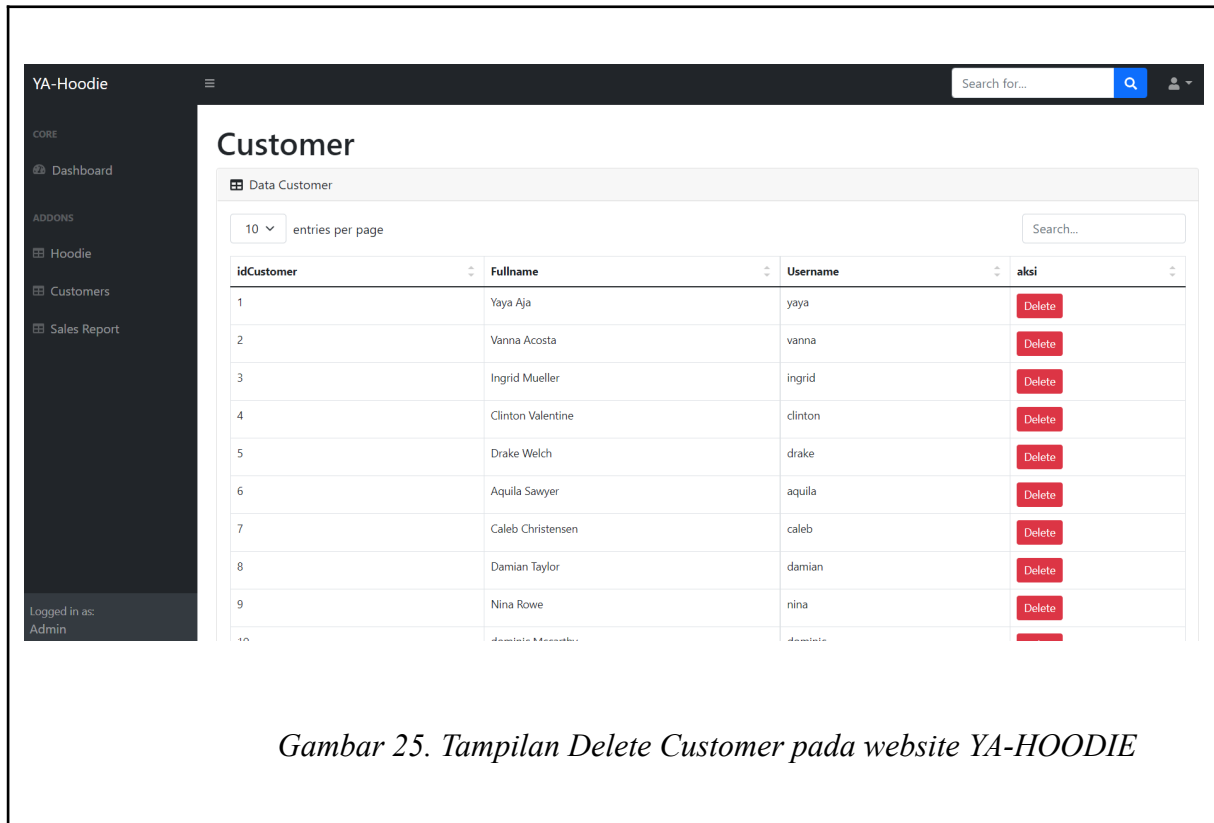 YA-Hoodie
Search for...
CORE
Dashboard
ADDONS
Hoodie
Customers
Sales Report
Logged in as:
Admin
Customer
Data Customer
10 entries per page
Search...
idCustomer Fullname Username aksi
1 Yaya Aja yaya Delete
2 Vanna Acosta vanna Delete
3 Ingrid Mueller ingrid Delete
4 Clinton Valentine clinton Delete
5 Drake Welch drake Delete
6 Aquila Sawyer aquila Delete
7 Caleb Christensen caleb Delete
8 Damian Taylor damian Delete
9 Nina Rowe nina Delete
10 dominic Mccarthy dominic
Gambar 25. Tampilan Delete Customer pada website YA-HOODIE